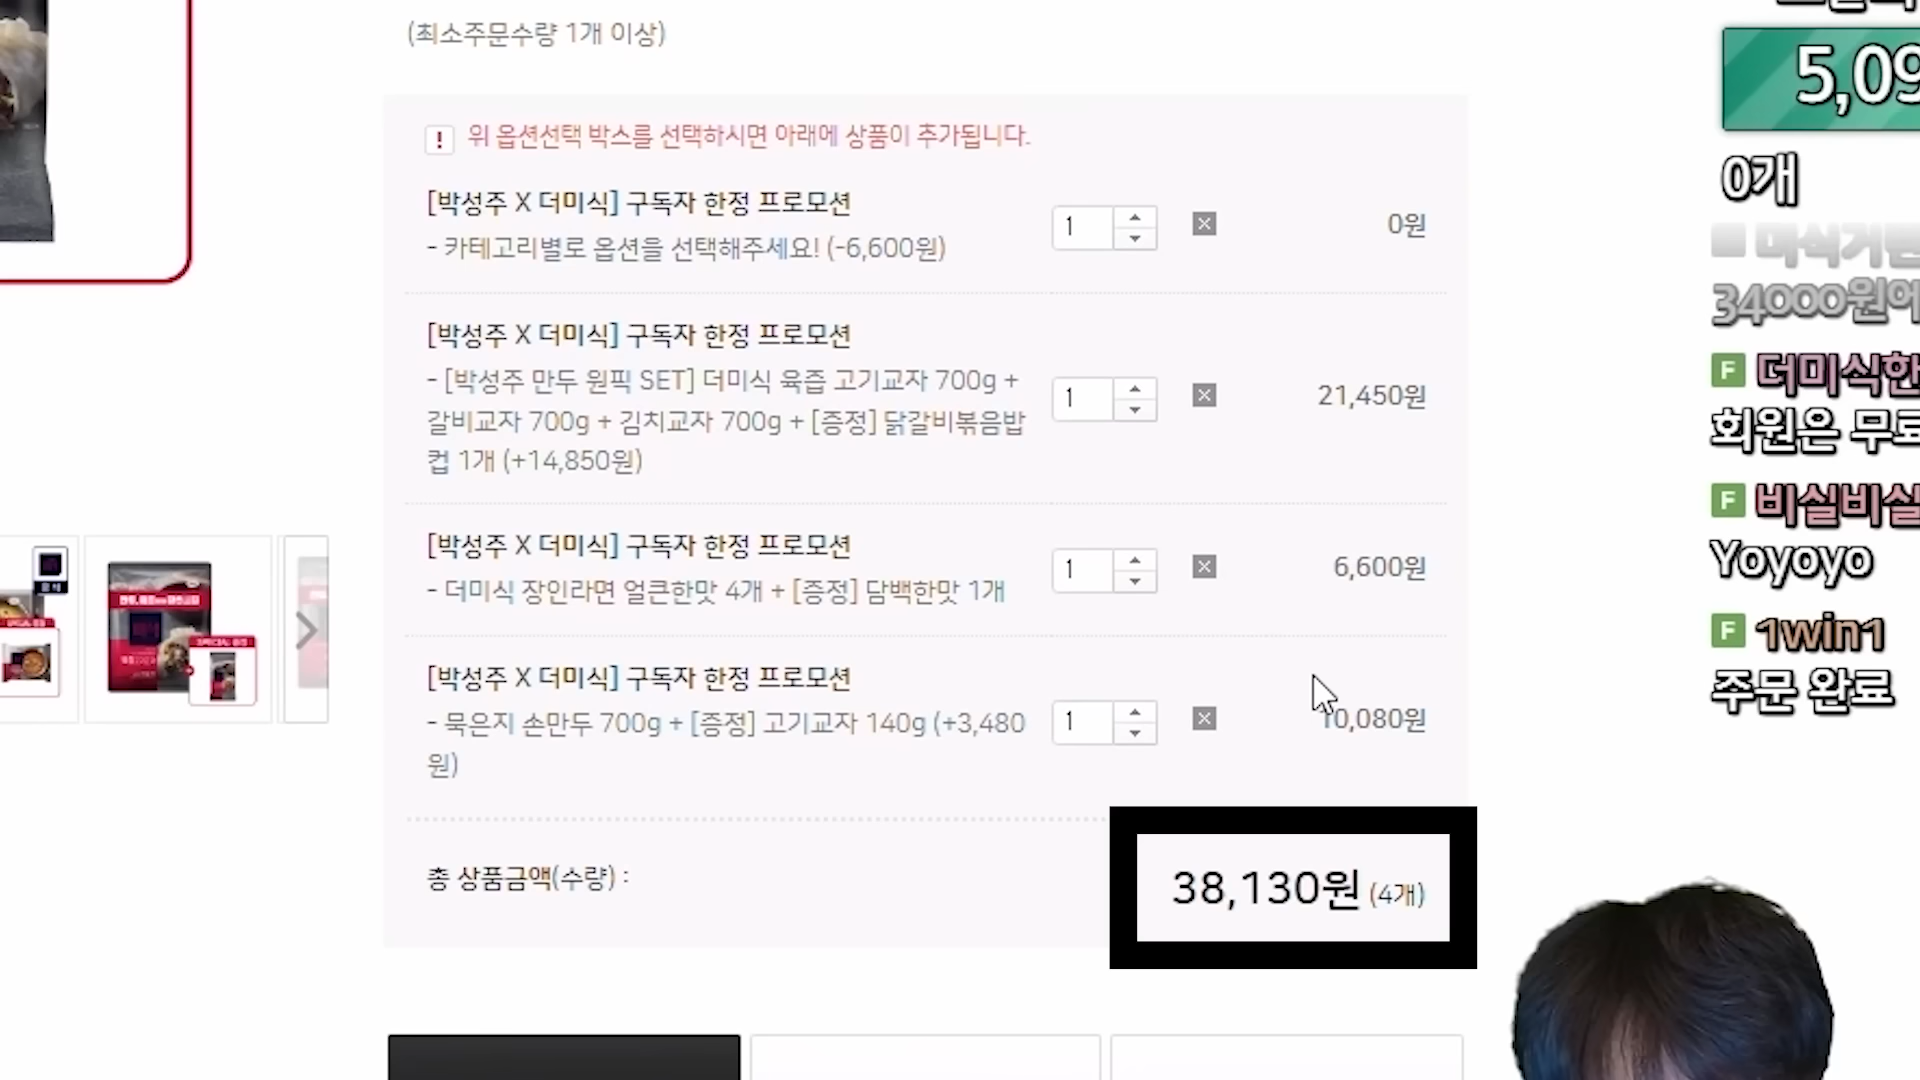 (최소주문수량 1개 이상)
! 위 옵션선택 박스를 선택하시면 아래에 상품이 추가됩니다.
[박성주 X 더미식] 구독자 한정 프로모션
- 카테고리별로 옵션을 선택해주세요! (-6,600원)
1
0원
[박성주 X 더미식] 구독자 한정 프로모션
- [박성주 만두 원픽 SET] 더미식 육즙 고기교자 700g +
갈비교자 700g + 김치교자 700g + [증정] 닭갈비볶음밥
컵 1개 (+14,850원)
1
21,450원
[박성주 X 더미식] 구독자 한정 프로모션
- 더미식 장인라면 얼큰한맛 4개 + [증정] 담백한맛 1개
1
6,600원
[박성주 X 더미식] 구독자 한정 프로모션
- 묵은지 손만두 700g + [증정] 고기교자 140g (+3,480
원)
1
10,080원
총 상품금액(수량) :
38,130원 (4개)
5,09
0개
34000원에
F 더미식한
회원은 무료
F 비실비실
Yoyoyo
F 1win1
주문 완료